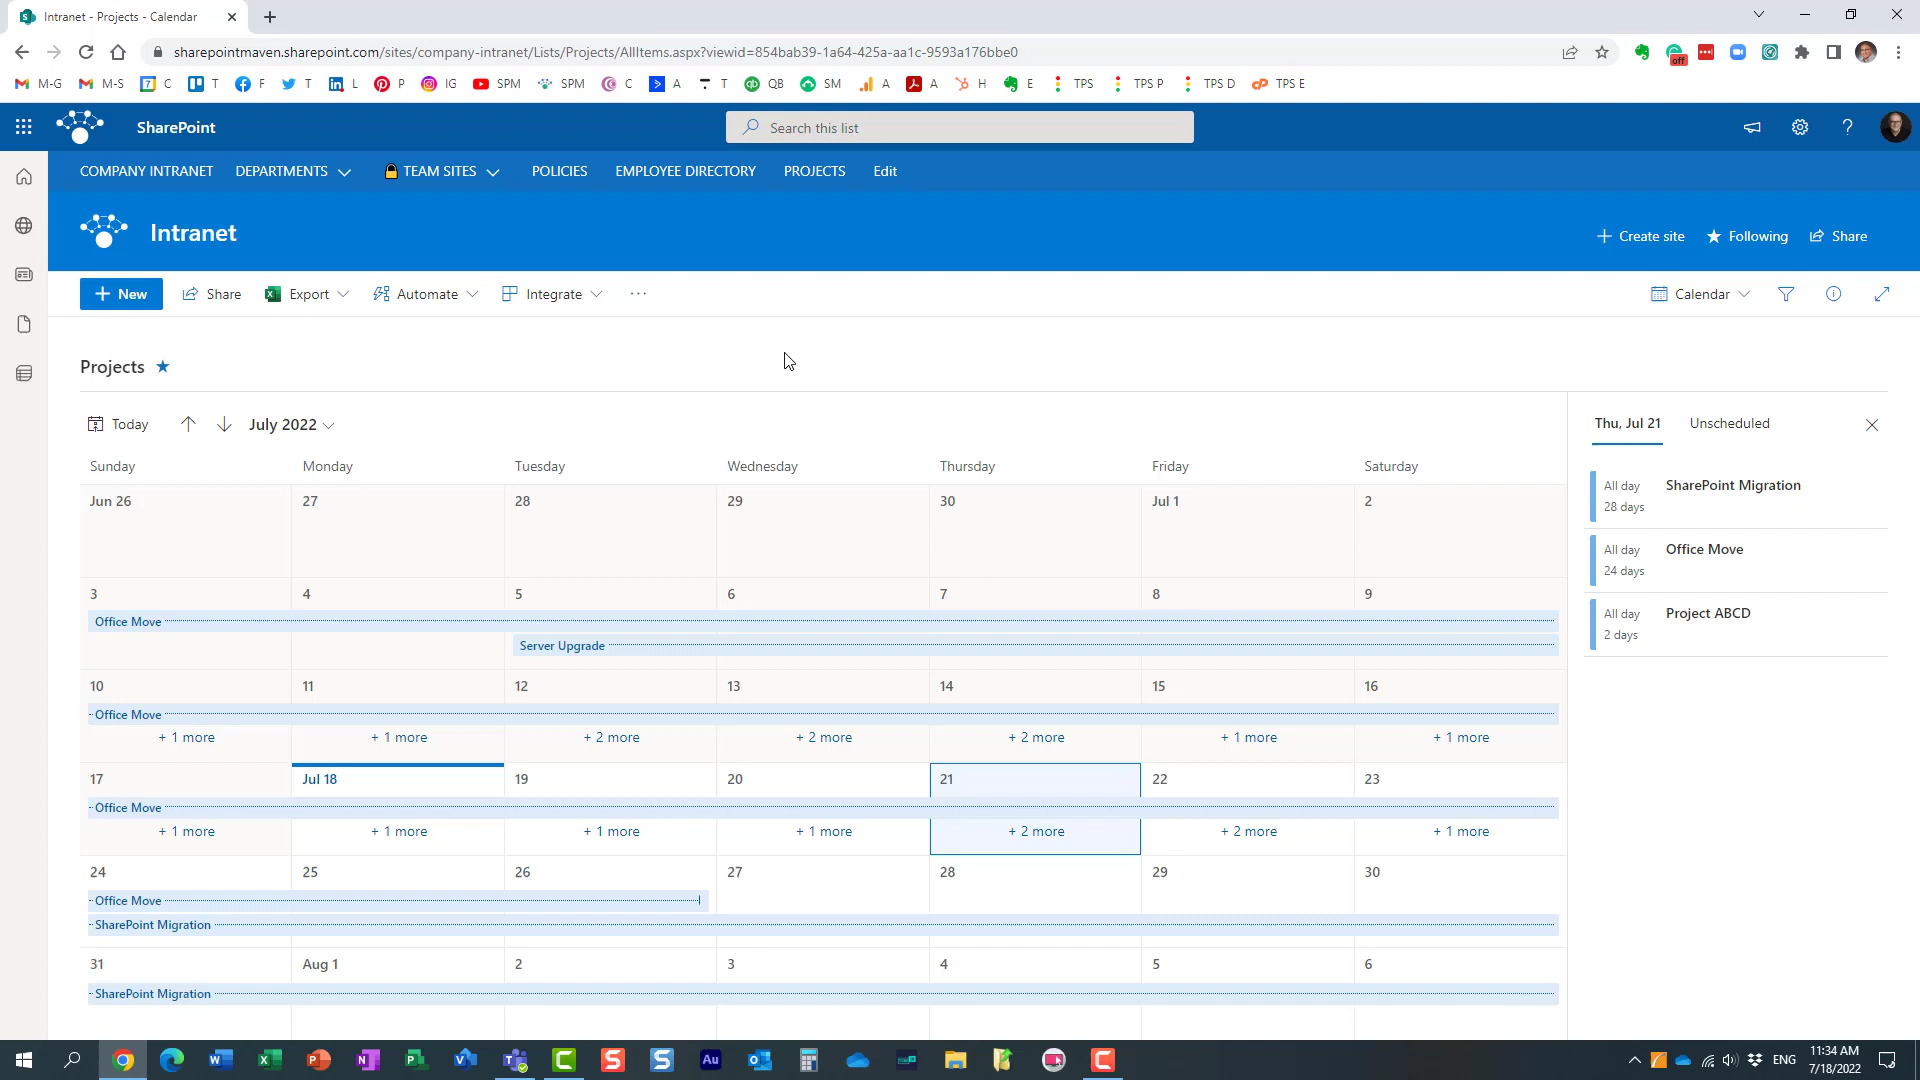 Intranet - Projects - Calendar
sharepointmaven.sharepoint.com/sites/company-intranet/Lists/Projects/AllItems.aspx?viewid=854bab39-1a64-425a-aa1c-9593a176bbe0
off
M-G M-S C T F T L P IG SPM SPM C A T QB SM A A H E TPS TPS P TPS D TPS E
SharePoint
Search this list
COMPANY INTRANET DEPARTMENTS TEAM SITES POLICIES EMPLOYEE DIRECTORY PROJECTS Edit
Intranet
Create site Following Share
New Share Export Automate Integrate ···
Calendar
Projects
Today July 2022
Thu, Jul 21 Unscheduled
Sunday Monday Tuesday Wednesday Thursday Friday Saturday
Jun 26 27 28 29 30 Jul 1 2
3 4 5 6 7 8 9
Office Move
Server Upgrade
10 11 12 13 14 15 16
Office Move
+ 1 more + 1 more + 2 more + 2 more + 2 more + 1 more + 1 more
17 Jul 18 19 20 21 22 23
Office Move
+ 1 more + 1 more + 1 more + 1 more + 2 more + 2 more + 1 more
24 25 26 27 28 29 30
Office Move
SharePoint Migration
31 Aug 1 2 3 4 5 6
SharePoint Migration
All day SharePoint Migration
28 days
All day Office Move
24 days
All day Project ABCD
2 days
ENG
11:34 AM
7/18/2022